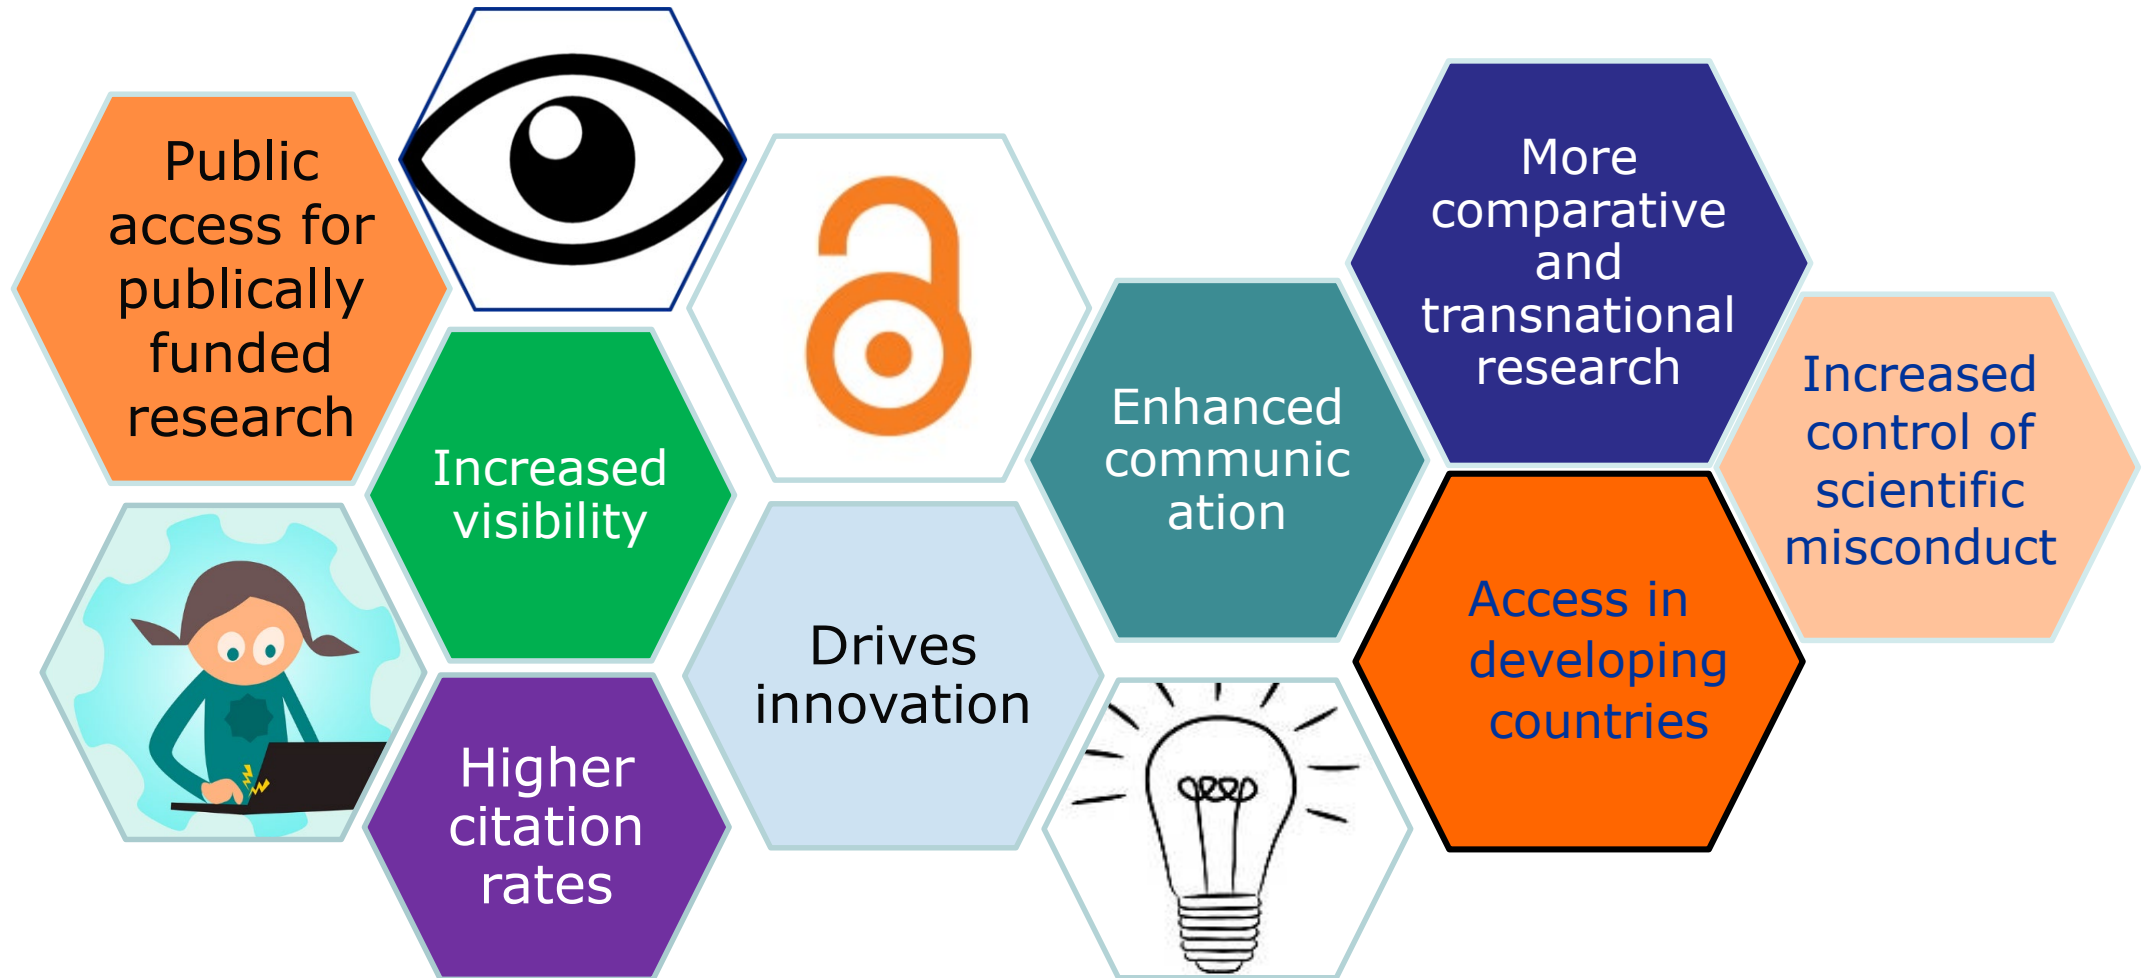 Public
access for
publically
funded
research
Increased
visibility
Higher
citation
rates
Drives
innovation
Enhanced
communic
ation
More
comparative
and
transnational
research
Access in
developing
countries
Increased
control of
scientific
misconduct